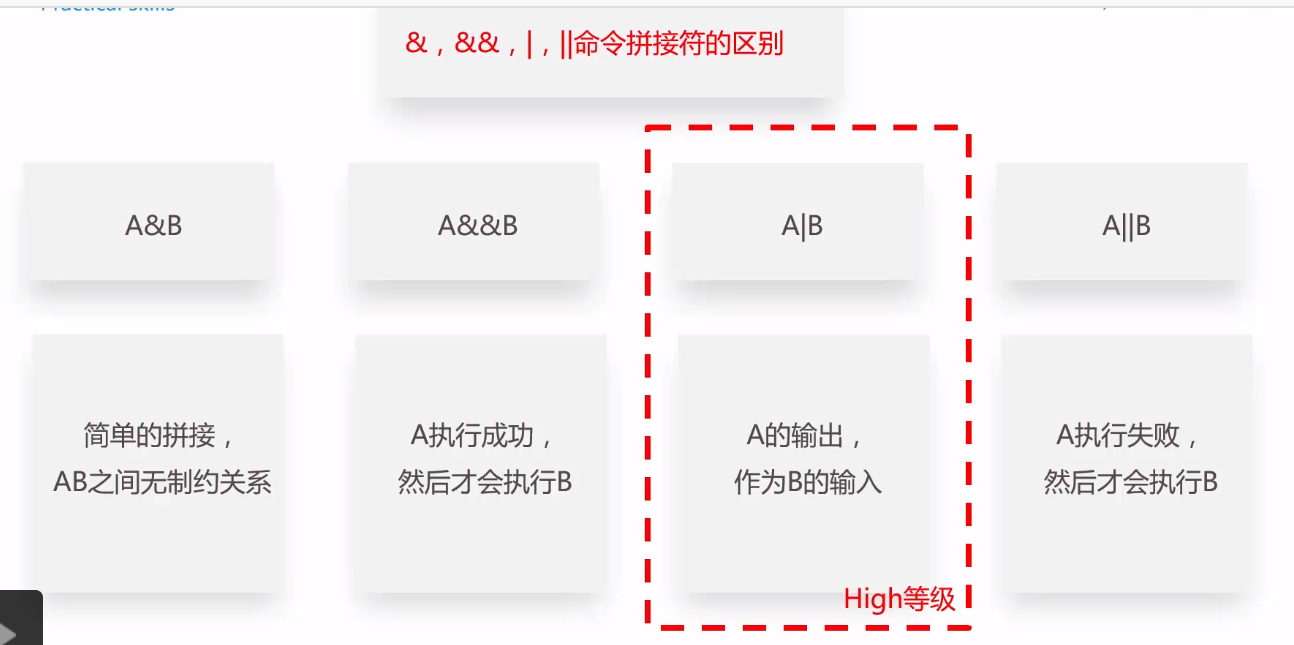 Practical skills
&，&&，|，||命令拼接符的区别
A&B
A&&B
A|B
A||B
简单的拼接，
AB之间无制约关系
A执行成功，
然后才会执行B
A的输出，
作为B的输入
A执行失败，
然后才会执行B
High等级